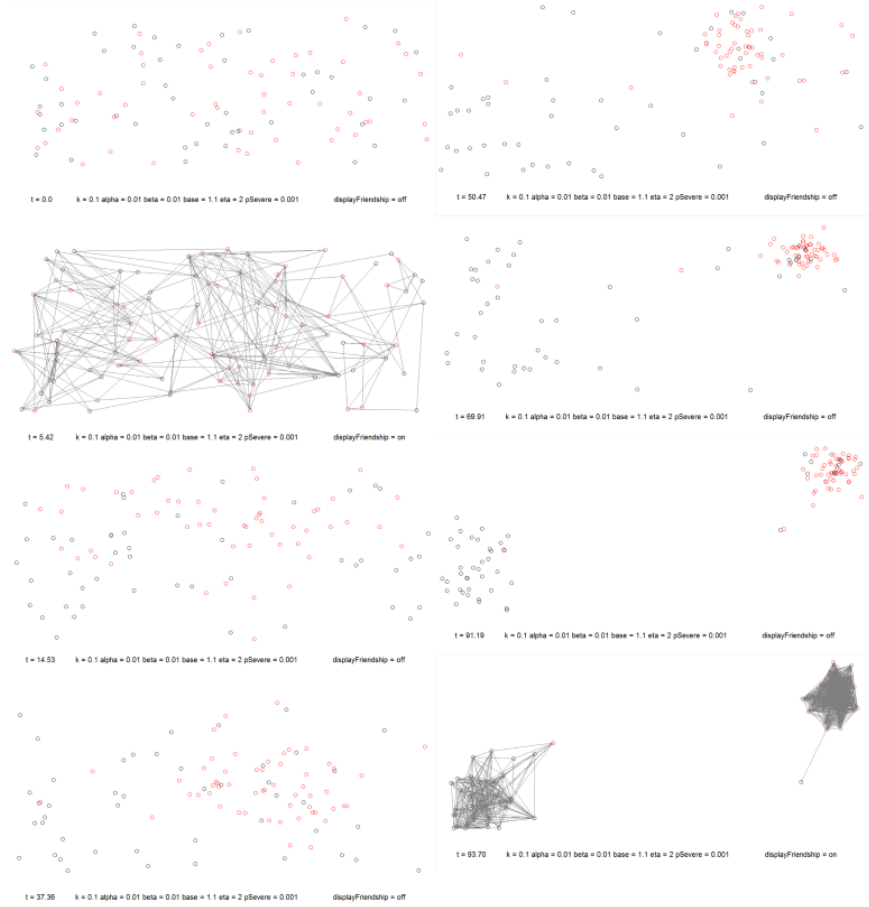 t = 0.0 k = 0.1 alpha = 0.01 beta = 0.01 base = 1.1 eta = 2 pSevere = 0.001 displayFriendship = off
t = 5.42 k = 0.1 alpha = 0.01 beta = 0.01 base = 1.1 eta = 2 pSevere = 0.001 displayFriendship = on
t = 14.53 k = 0.1 alpha = 0.01 beta = 0.01 base = 1.1 eta = 2 pSevere = 0.001 displayFriendship = off
t = 37.36 k = 0.1 alpha = 0.01 beta = 0.01 base = 1.1 eta = 2 pSevere = 0.001 displayFriendship = off
t = 50.47 k = 0.1 alpha = 0.01 beta = 0.01 base = 1.1 eta = 2 pSevere = 0.001 displayFriendship = off
t = 69.91 k = 0.1 alpha = 0.01 beta = 0.01 base = 1.1 eta = 2 pSevere = 0.001 displayFriendship = off
t = 91.19 k = 0.1 alpha = 0.01 beta = 0.01 base = 1.1 eta = 2 pSevere = 0.001 displayFriendship = off
t = 93.70 k = 0.1 alpha = 0.01 beta = 0.01 base = 1.1 eta = 2 pSevere = 0.001 displayFriendship = on